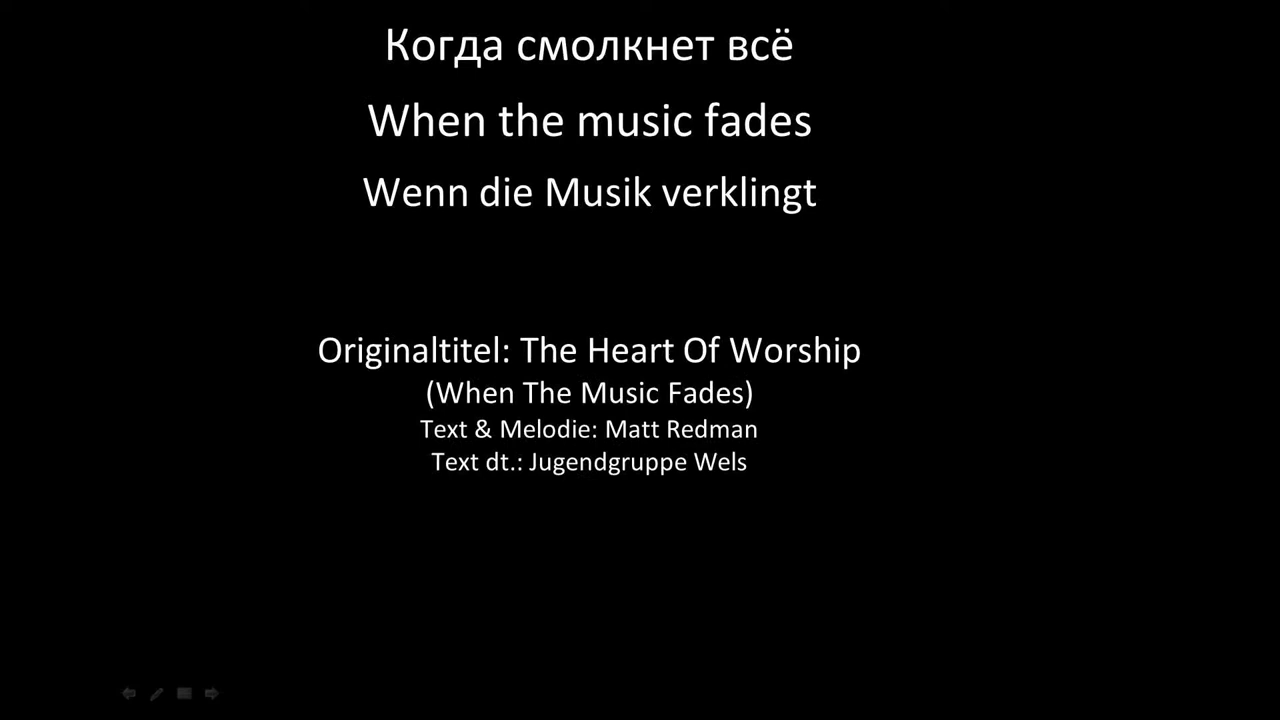 Когда смолкнет всё
When the music fades
Wenn die Musik verklingt
Originaltitel: The Heart Of Worship
(When The Music Fades)
Text & Melodie: Matt Redman
Text dt.: Jugendgruppe Wels